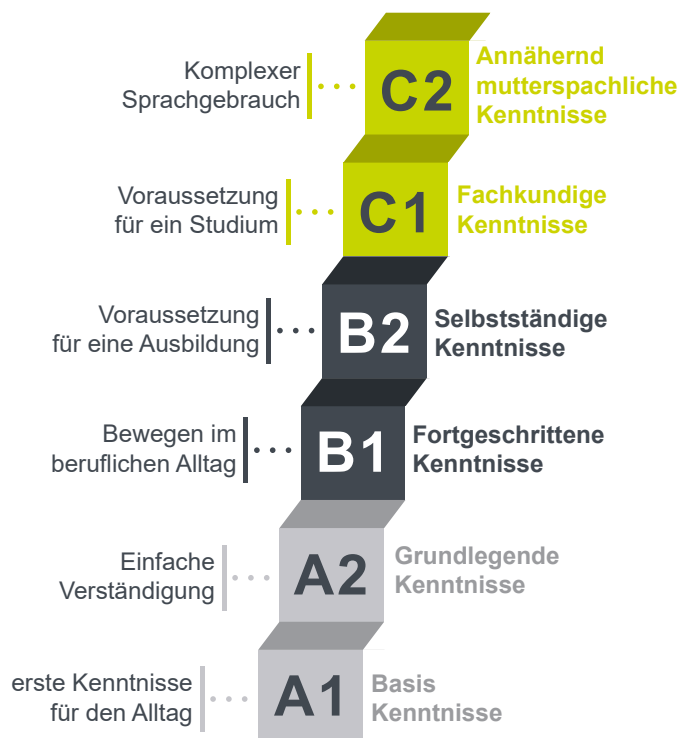 Komplexer
Sprachgebrauch
C2
Annähernd
mutterspachliche
Kenntnisse
Voraussetzung
für ein Studium
C1
Fachkundige
Kenntnisse
Voraussetzung
für eine Ausbildung
B2
Selbstständige
Kenntnisse
Bewegen im
beruflichen Alltag
B1
Fortgeschrittene
Kenntnisse
Einfache
Verständigung
A2
Grundlegende
Kenntnisse
erste Kenntnisse
für den Alltag
A1
Basis
Kenntnisse